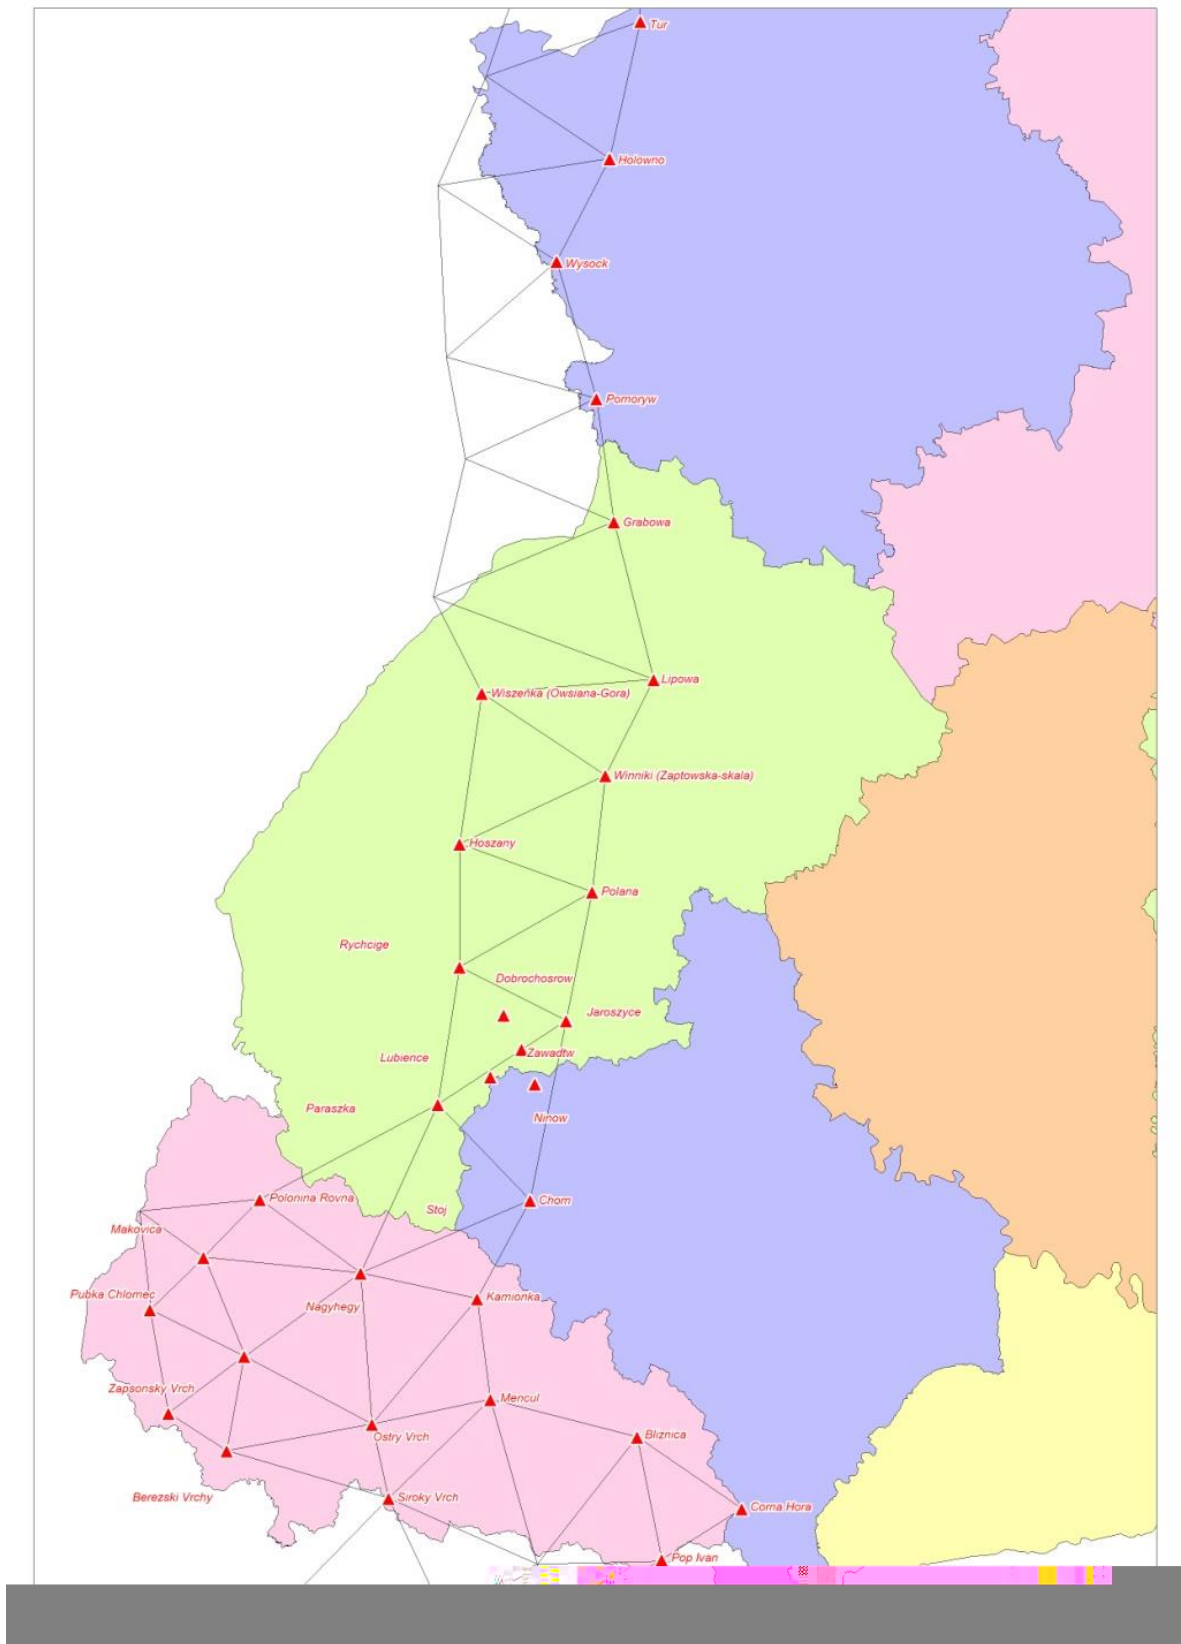 Tur
Holowno
Wysock
Pomoryw
Grabowa
Lipowa
Wiszeńka (Owsiana-Gora)
Winniki (Zaptowska-skala)
Hoszany
Polana
Rychcige
Dobrochosrow
Jaroszyce
Zawadtw
Lubience
Paraszka
Ninow
Polonina Rovna
Chom
Stoj
Makovica
Pubka Chlomec
Kamionka
Nagyhegy
Zapsonsky Vrch
Mencul
Ostry Vrch
Bliznica
Berezski Vrchy
Siroky Vrch
Corna Hora
Pop Ivan